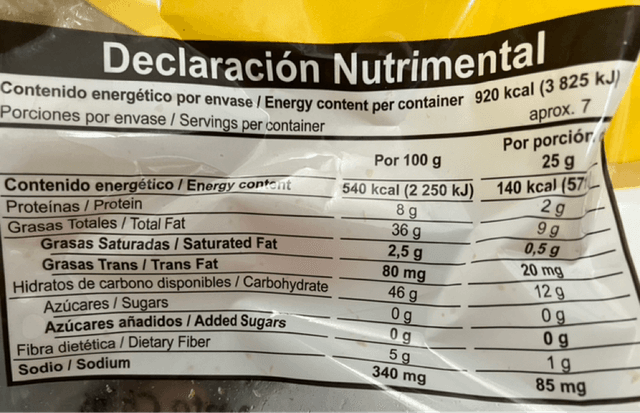 Declaración Nutrimental
Contenido energético por envase / Energy content per container 920 kcal (3 825 kJ)
Porciones por envase / Servings per container aprox. 7
Por 100 g Por porción 25 g
Contenido energético / Energy content 540 kcal (2 250 kJ) 140 kcal
Proteínas / Protein 8 g 2 g
Grasas Totales / Total Fat 36 g 9 g
Grasas Saturadas / Saturated Fat 2,5 g 0,5 g
Grasas Trans / Trans Fat 80 mg 20 mg
Hidratos de carbono disponibles / Carbohydrate 46 g 12 g
Azúcares / Sugars 0 g 0 g
Azúcares añadidos / Added Sugars 0 g 0 g
Fibra dietética / Dietary Fiber 5 g 1 g
Sodio / Sodium 340 mg 85 mg